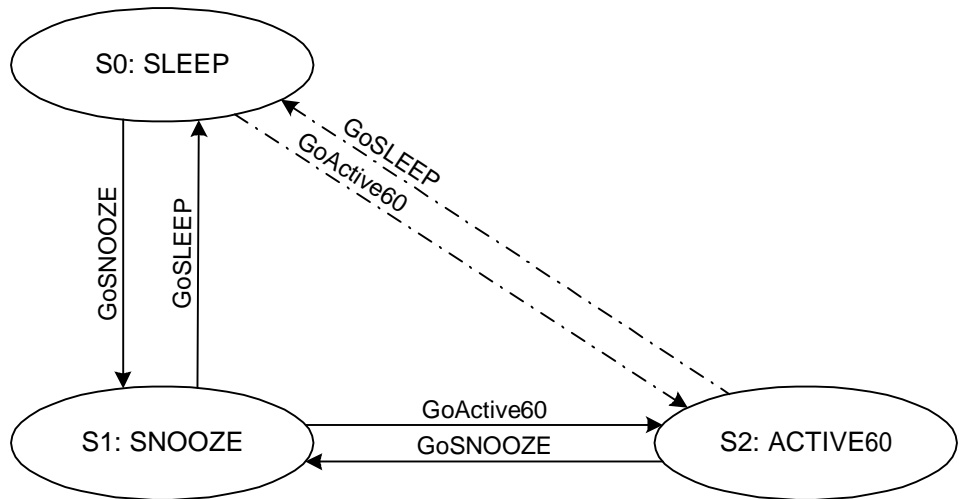 S0: SLEEP
GoSLEEP
GoActive60
GoSNOOZE
GoSLEEP
GoActive60
GoSNOOZE
S1: SNOOZE
S2: ACTIVE60